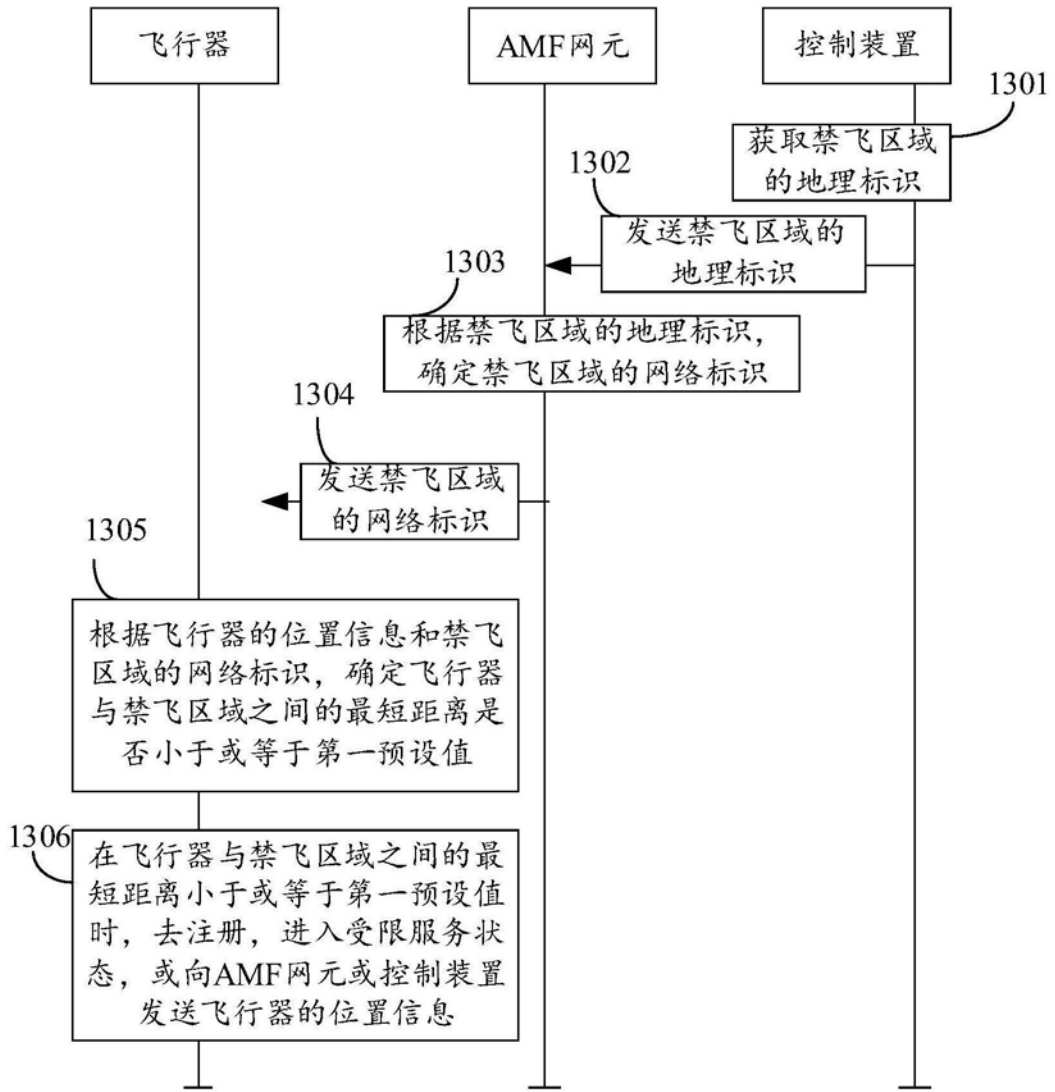 飞行器
AMF网元
控制装置
1301
获取禁飞区域
的地理标识
1302
发送禁飞区域的
地理标识
1303
根据禁飞区域的地理标识,
确定禁飞区域的网络标识
1304
发送禁飞区域
的网络标识
1305
根据飞行器的位置信息和禁飞
区域的网络标识,确定飞行器
与禁飞区域之间的最短距离是
否小于或等于第一预设值
1306
在飞行器与禁飞区域之间的最
短距离小于或等于第一预设值
时,去注册,进入受限服务状
态,或向AMF网元或控制装置
发送飞行器的位置信息